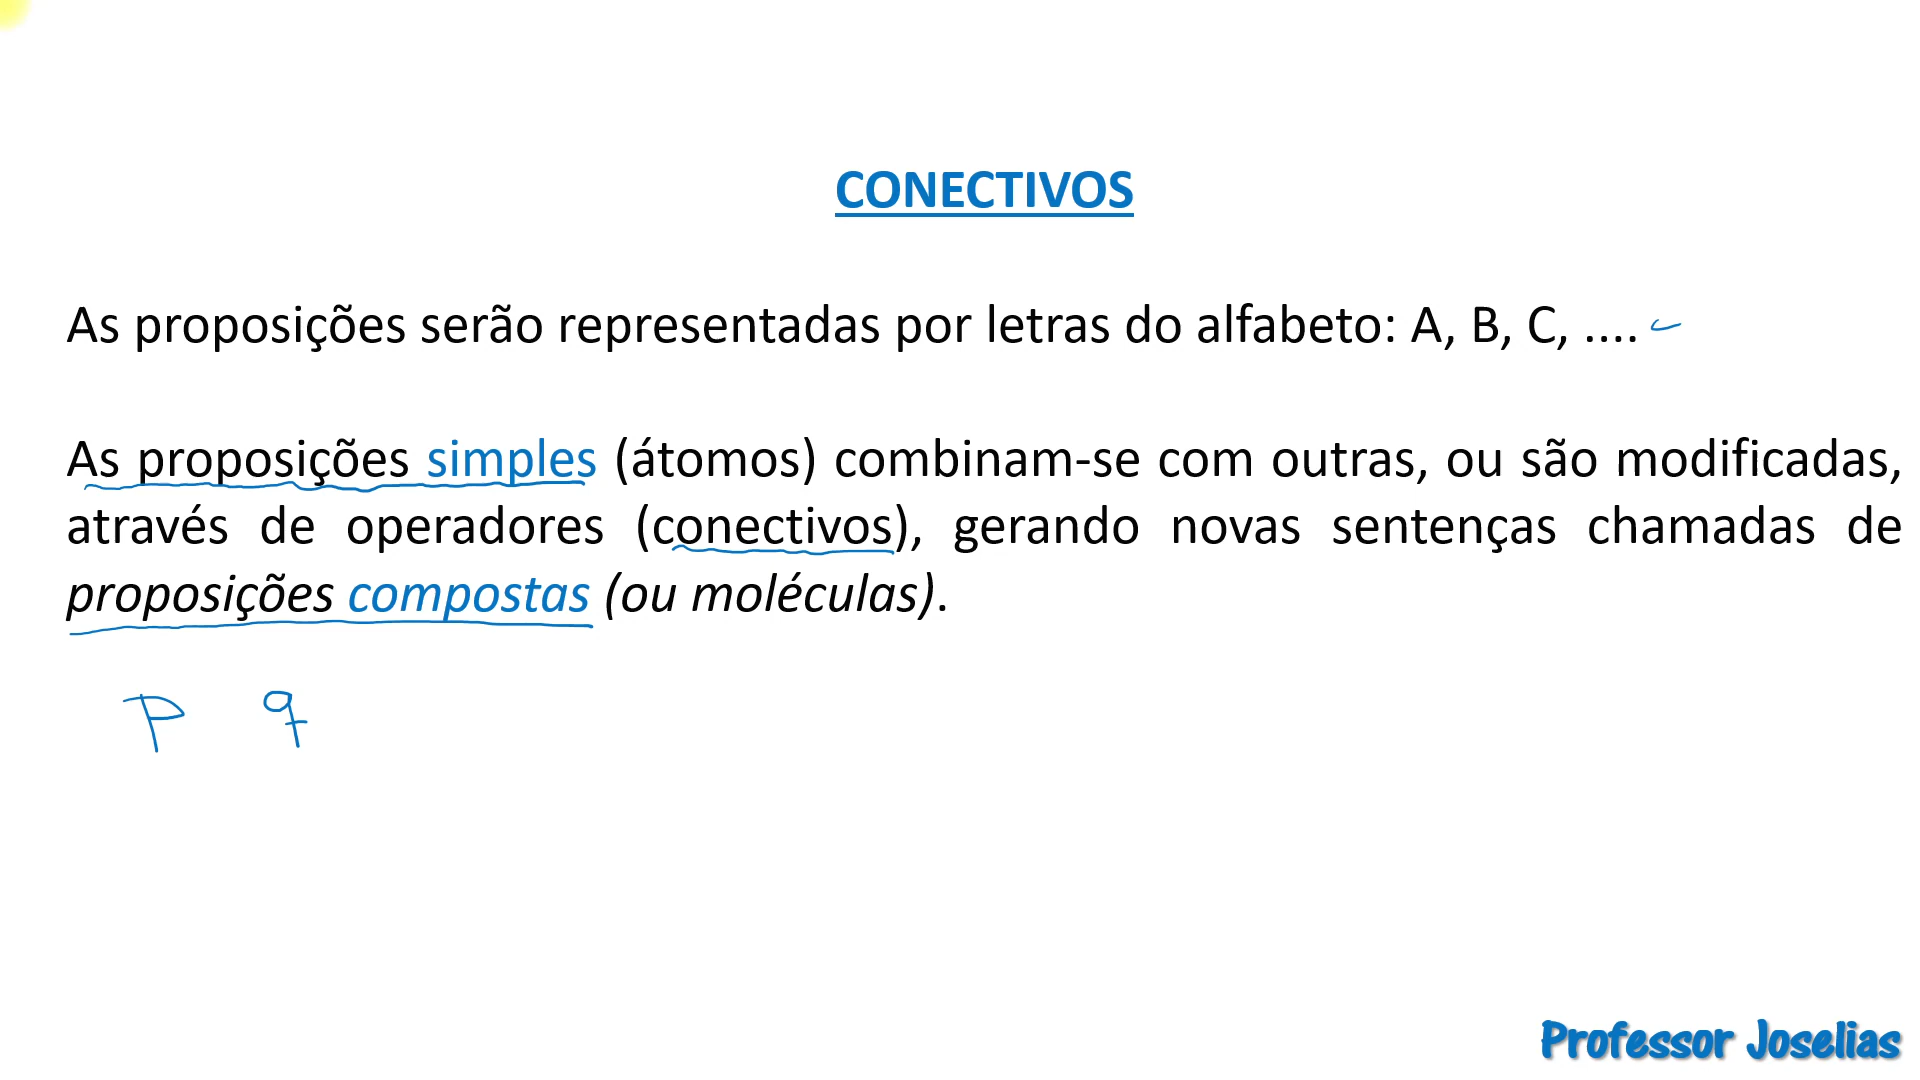 CONECTIVOS
As proposições serão representadas por letras do alfabeto: A, B, C, ....
As proposições simples (átomos) combinam-se com outras, ou são modificadas,
através de operadores (conectivos), gerando novas sentenças chamadas de
proposições compostas (ou moléculas).
P q
Professor Joselias